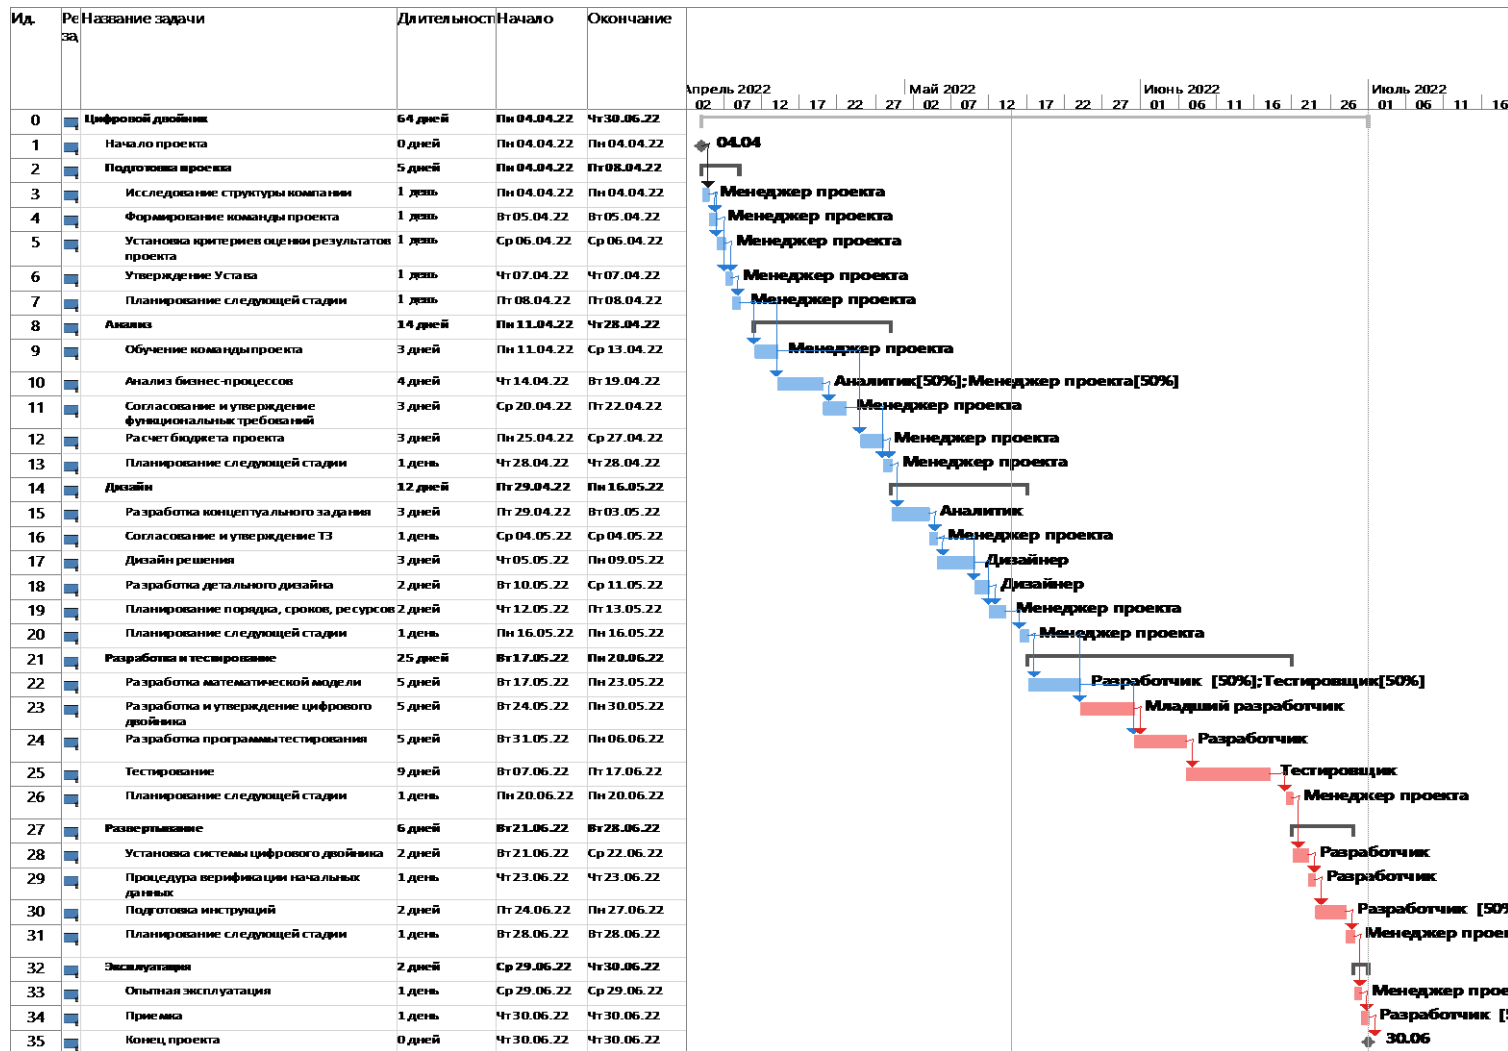 Ид. Ре Название задачи Длительност Начало Окончание
за
Апрель 2022 Май 2022 Июнь 2022 Июль 2022
02 07 12 17 22 27 02 07 12 17 22 27 01 06 11 16 21 26 01 06 11 16
0 Цифровой двойник 64 дней Пн 04.04.22 Чт 30.06.22
1 Начало проекта 0 дней Пн 04.04.22 Пн 04.04.22 04.04
2 Подготовка проекта 5 дней Пн 04.04.22 Пт 08.04.22
3 Исследование структуры компании 1 день Пн 04.04.22 Пн 04.04.22 Менеджер проекта
4 Формирование команды проекта 1 день Вт 05.04.22 Вт 05.04.22 Менеджер проекта
5 Установка критериев оценки результатов 1 день Ср 06.04.22 Ср 06.04.22 Менеджер проекта
проекта
6 Утверждение Устава 1 день Чт 07.04.22 Чт 07.04.22 Менеджер проекта
7 Планирование следующей стадии 1 день Пт 08.04.22 Пт 08.04.22 Менеджер проекта
8 Анализ 14 дней Пн 11.04.22 Чт 28.04.22
9 Обучение команды проекта 3 дней Пн 11.04.22 Ср 13.04.22 Менеджер проекта
10 Анализ бизнес-процессов 4 дней Чт 14.04.22 Вт 19.04.22 Аналитик[50%];Менеджер проекта[50%]
11 Согласование и утверждение 3 дней Ср 20.04.22 Пт 22.04.22 Менеджер проекта
функциональных требований
12 Расчет бюджета проекта 3 дней Пн 25.04.22 Ср 27.04.22 Менеджер проекта
13 Планирование следующей стадии 1 день Чт 28.04.22 Чт 28.04.22 Менеджер проекта
14 Дизайн 12 дней Пт 29.04.22 Пн 16.05.22
15 Разработка концептуального задания 3 дней Пт 29.04.22 Вт 03.05.22 Аналитик
16 Согласование и утверждение ТЗ 1 день Ср 04.05.22 Ср 04.05.22 Менеджер проекта
17 Дизайн решения 3 дней Чт 05.05.22 Пн 09.05.22 Дизайнер
18 Разработка детального дизайна 2 дней Вт 10.05.22 Ср 11.05.22 Дизайнер
19 Планирование порядка, сроков, ресурсов 2 дней Чт 12.05.22 Пт 13.05.22 Менеджер проекта
20 Планирование следующей стадии 1 день Пн 16.05.22 Пн 16.05.22 Менеджер проекта
21 Разработка и тестирование 25 дней Вт 17.05.22 Пн 20.06.22
22 Разработка математической модели 5 дней Вт 17.05.22 Пн 23.05.22 Разработчик [50%];Тестировщик[50%]
23 Разработка и утверждение цифрового 5 дней Вт 24.05.22 Пн 30.05.22 Младший разработчик
двойника
24 Разработка программы тестирования 5 дней Вт 31.05.22 Пн 06.06.22 Разработчик
25 Тестирование 9 дней Вт 07.06.22 Пт 17.06.22 Тестировщик
26 Планирование следующей стадии 1 день Пн 20.06.22 Пн 20.06.22 Менеджер проекта
27 Развертывание 6 дней Вт 21.06.22 Вт 28.06.22
28 Установка системы цифрового двойника 2 дней Вт 21.06.22 Ср 22.06.22 Разработчик
29 Процедура верификации начальных 1 день Чт 23.06.22 Чт 23.06.22 Разработчик
данных
30 Подготовка инструкций 2 дней Пт 24.06.22 Пн 27.06.22 Разработчик [50%
31 Планирование следующей стадии 1 день Вт 28.06.22 Вт 28.06.22 Менеджер проек
32 Эксплуатация 2 дней Ср 29.06.22 Чт 30.06.22
33 Опытная эксплуатация 1 день Ср 29.06.22 Ср 29.06.22 Менеджер прое
34 Приемка 1 день Чт 30.06.22 Чт 30.06.22 Разработчик [5
35 Конец проекта 0 дней Чт 30.06.22 Чт 30.06.22 30.06